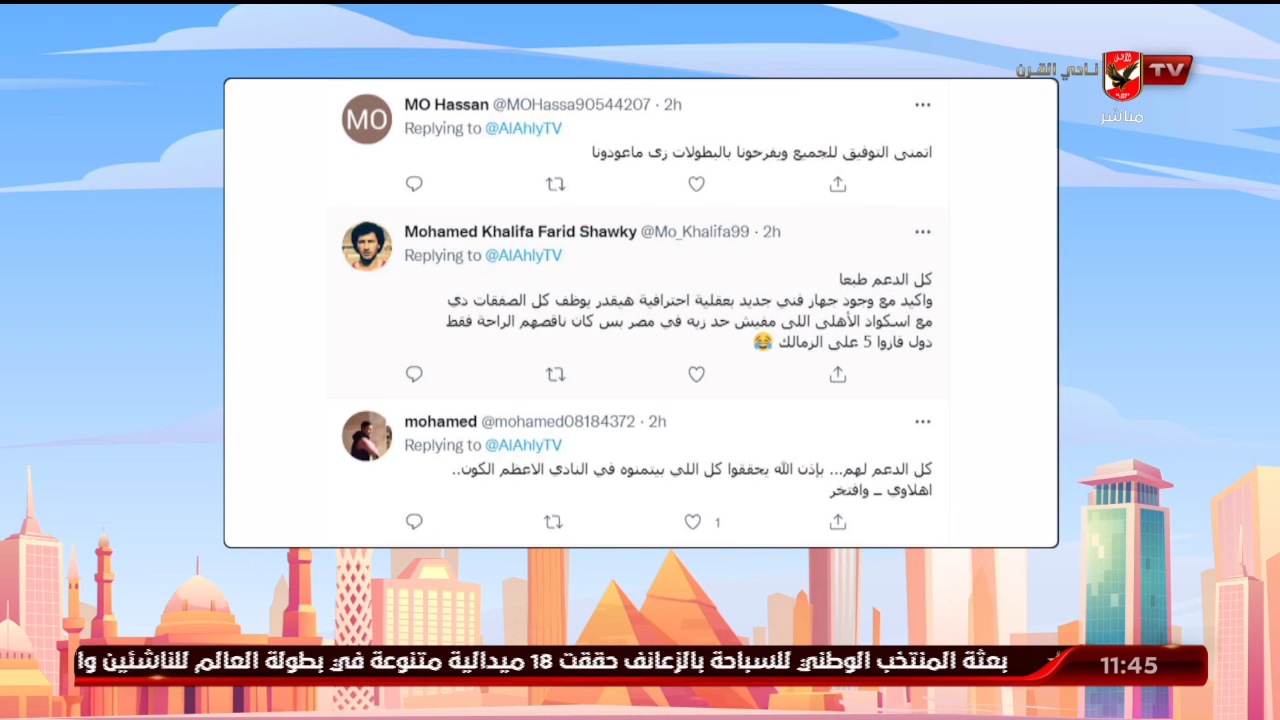 نادي القرن
TV
مباشر
MO
MO Hassan @MOHassa90544207 · 2h
Replying to @AlAhlyTV
اتمنى التوفيق للجميع ويفرحونا بالبطولات زى ماعودونا
Mohamed Khalifa Farid Shawky @Mo_Khalifa99 · 2h
Replying to @AlAhlyTV
كل الدعم طبعا
واكيد مع وجود جهاز فني جديد بعقلية احترافية هيقدر يوظف كل الصفقات دي
مع اسكواد الأهلى اللى مفيش حد زيه في مصر بس كان ناقصهم الراحة فقط
دول فازوا 5 على الزمالك 😂
mohamed @mohamed08184372 · 2h
Replying to @AlAhlyTV
كل الدعم لهم... بإذن الله يحققوا كل اللي بيتمنوه في النادي الاعظم الكون..
اهلاوي ــ وافتخر
1
بعثة المنتخب الوطني للسباحة بالزعانف حققت 18 ميدالية متنوعة في بطولة العالم للناشئين وا
11:45